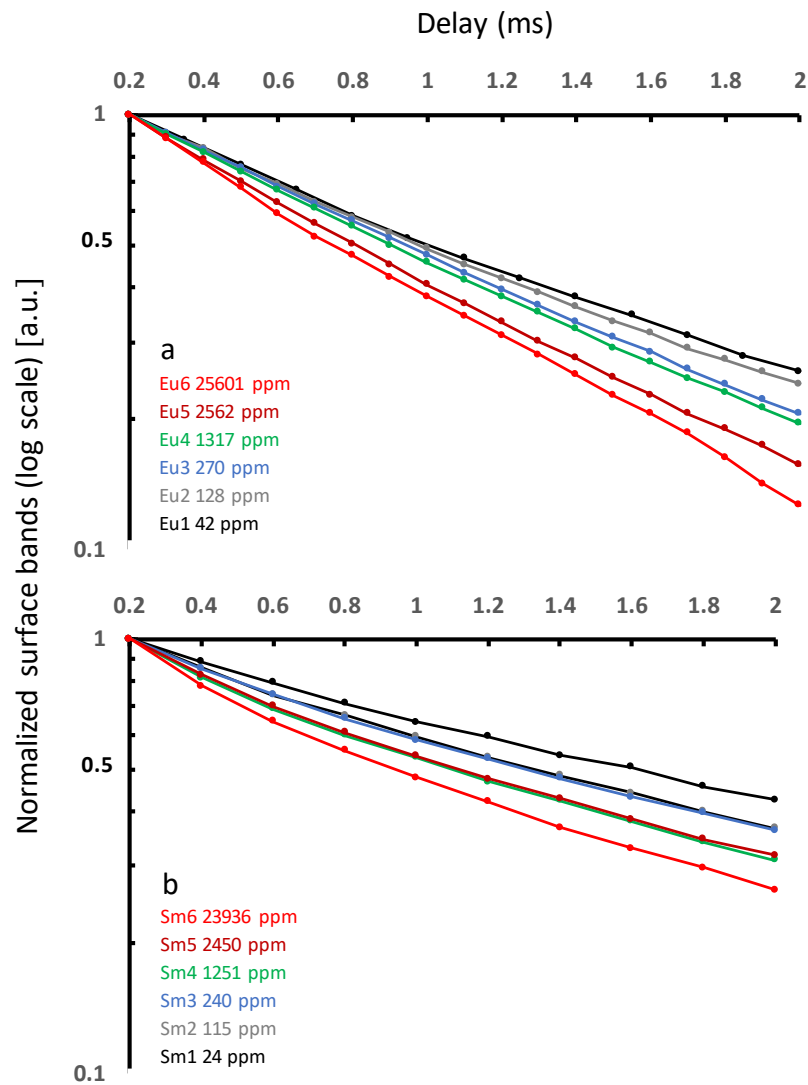 Delay (ms)
0.2 0.4 0.6 0.8 1 1.2 1.4 1.6 1.8 2
1
0.5
0.1
a
Eu6 25601 ppm
Eu5 2562 ppm
Eu4 1317 ppm
Eu3 270 ppm
Eu2 128 ppm
Eu1 42 ppm
Normalized surface bands (log scale) [a.u.]
0.2 0.4 0.6 0.8 1 1.2 1.4 1.6 1.8 2
1
0.5
0.1
b
Sm6 23936 ppm
Sm5 2450 ppm
Sm4 1251 ppm
Sm3 240 ppm
Sm2 115 ppm
Sm1 24 ppm